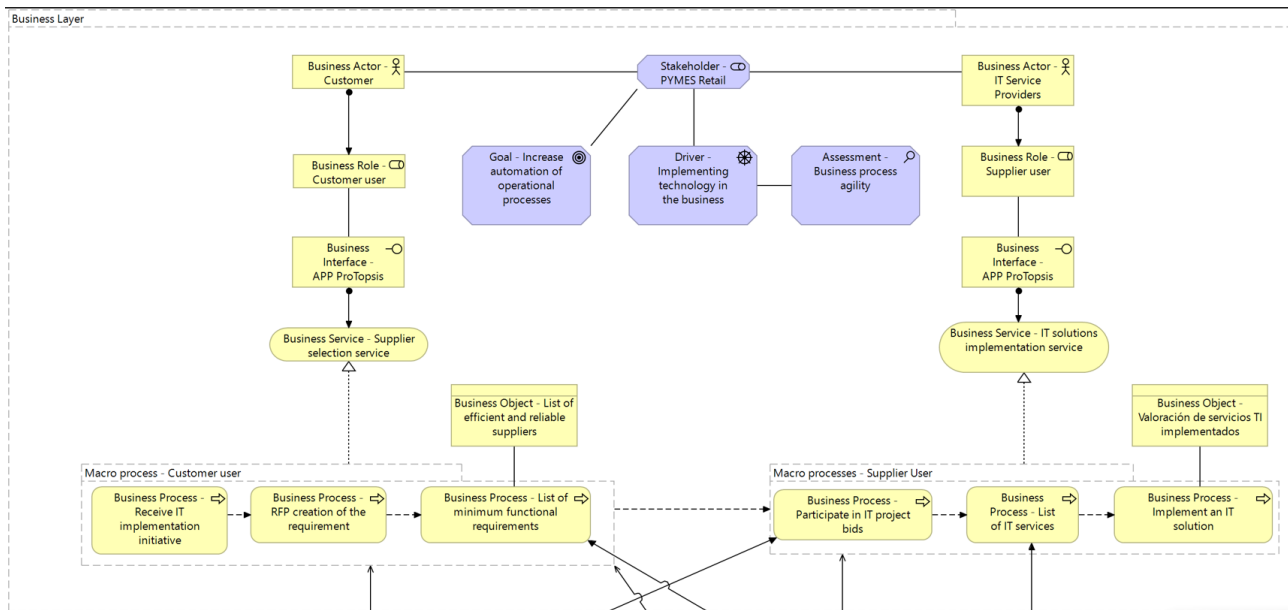 Business Layer
Business Actor -
Customer
Stakeholder -
PYMES Retail
Business Actor -
IT Service
Providers
Business Role -
Customer user
Goal - Increase
automation of
operational
processes
Driver -
Implementing
technology in
the business
Assessment -
Business process
agility
Business Role -
Supplier user
Business
Interface -
APP ProTopsis
Business
Interface -
APP ProTopsis
Business Service - Supplier
selection service
Business Service - IT solutions
implementation service
Business Object - List of
efficient and reliable
suppliers
Business Object -
Valoración de servicios TI
implementados
Macro process - Customer user
Macro processes - Supplier User
Business Process -
Receive IT
implementation
initiative
Business Process -
RFP creation of the
requirement
Business Process - List of
minimum functional
requirements
Business Process -
Participate in IT project
bids
Business
Process - List
of IT services
Business Process -
Implement an IT
solution